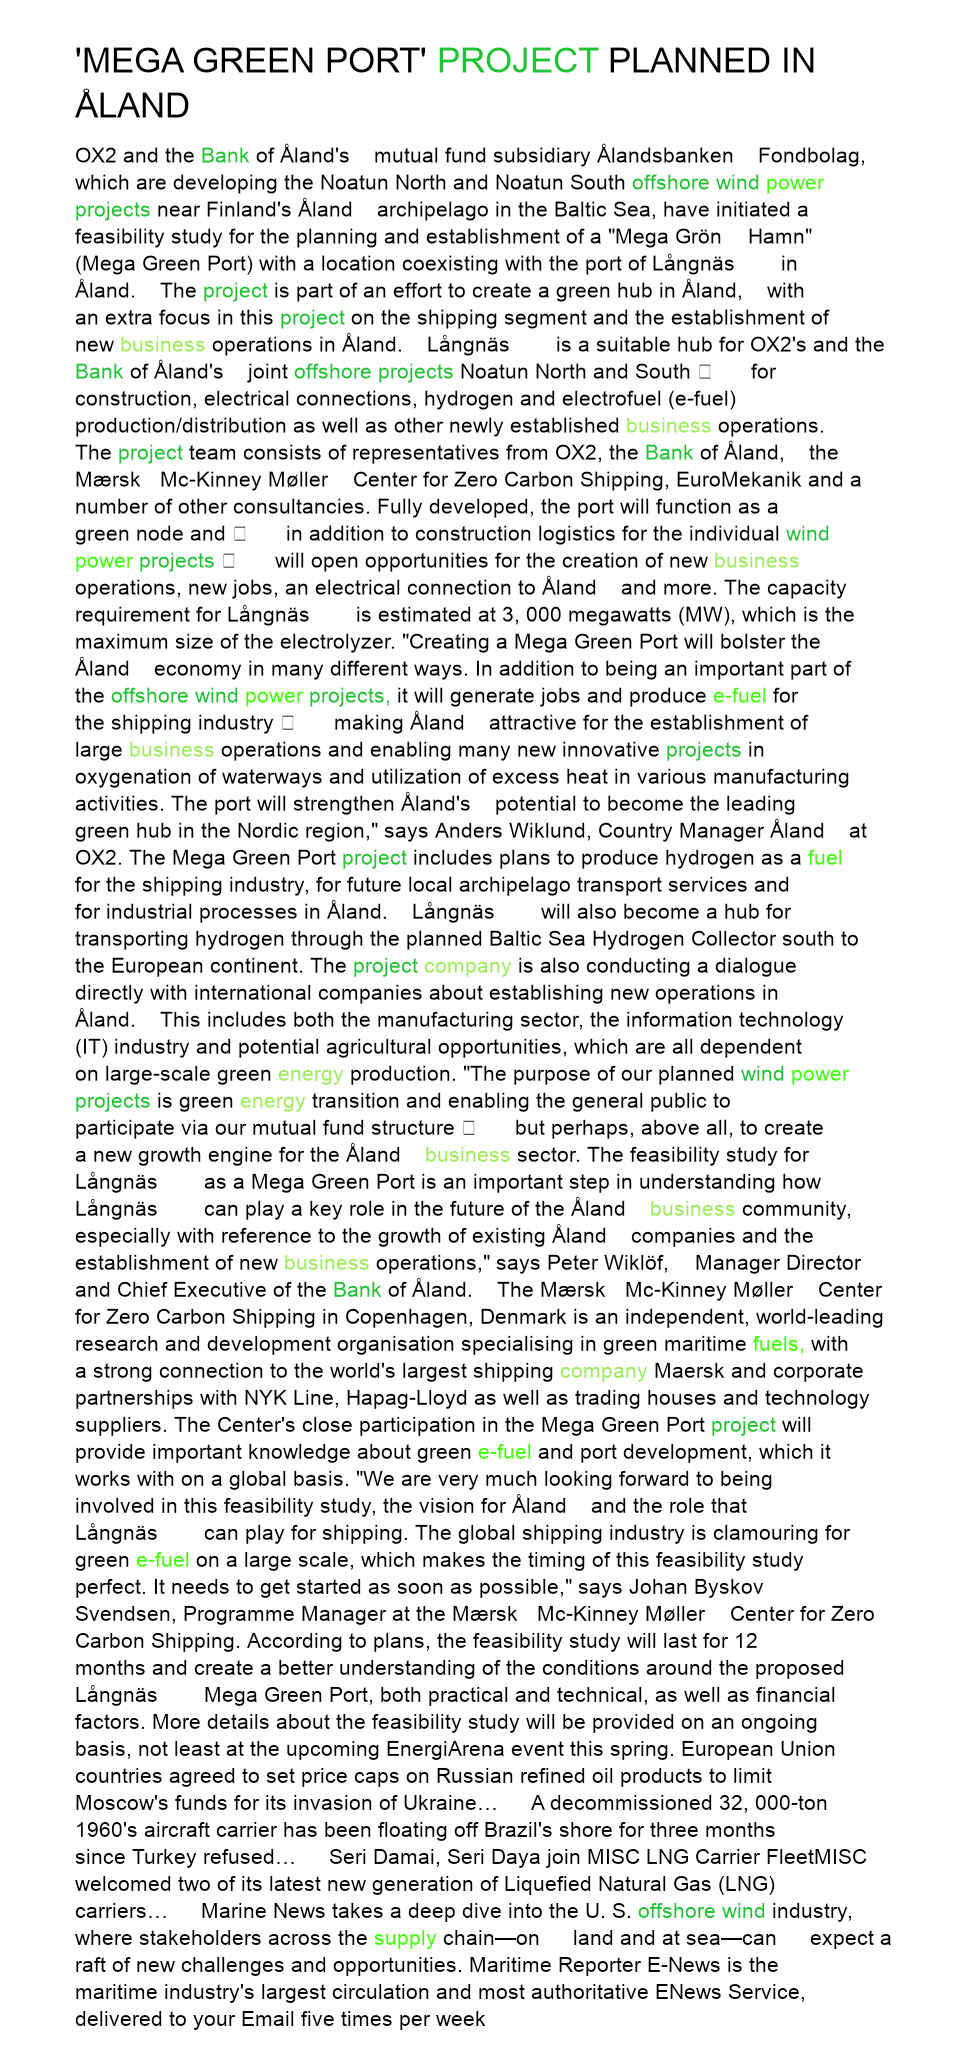 'MEGA GREEN PORT' PROJECT PLANNED IN
ÅLAND
OX2 and the Bank of Åland's mutual fund subsidiary Ålandsbanken Fondbolag,
which are developing the Noatun North and Noatun South offshore wind power
projects near Finland's Åland archipelago in the Baltic Sea, have initiated a
feasibility study for the planning and establishment of a "Mega Grön Hamn"
(Mega Green Port) with a location coexisting with the port of Långnäs in
Åland. The project is part of an effort to create a green hub in Åland, with
an extra focus in this project on the shipping segment and the establishment of
new business operations in Åland. Långnäs is a suitable hub for OX2's and the
Bank of Åland's joint offshore projects Noatun North and South for
construction, electrical connections, hydrogen and electrofuel (e-fuel)
production/distribution as well as other newly established business operations.
The project team consists of representatives from OX2, the Bank of Åland, the
Mærsk Mc-Kinney Møller Center for Zero Carbon Shipping, EuroMekanik and a
number of other consultancies. Fully developed, the port will function as a
green node and in addition to construction logistics for the individual wind
power projects will open opportunities for the creation of new business
operations, new jobs, an electrical connection to Åland and more. The capacity
requirement for Långnäs is estimated at 3, 000 megawatts (MW), which is the
maximum size of the electrolyzer. "Creating a Mega Green Port will bolster the
Åland economy in many different ways. In addition to being an important part of
the offshore wind power projects, it will generate jobs and produce e-fuel for
the shipping industry making Åland attractive for the establishment of
large business operations and enabling many new innovative projects in
oxygenation of waterways and utilization of excess heat in various manufacturing
activities. The port will strengthen Åland's potential to become the leading
green hub in the Nordic region," says Anders Wiklund, Country Manager Åland at
OX2. The Mega Green Port project includes plans to produce hydrogen as a fuel
for the shipping industry, for future local archipelago transport services and
for industrial processes in Åland. Långnäs will also become a hub for
transporting hydrogen through the planned Baltic Sea Hydrogen Collector south to
the European continent. The project company is also conducting a dialogue
directly with international companies about establishing new operations in
Åland. This includes both the manufacturing sector, the information technology
(IT) industry and potential agricultural opportunities, which are all dependent
on large-scale green energy production. "The purpose of our planned wind power
projects is green energy transition and enabling the general public to
participate via our mutual fund structure but perhaps, above all, to create
a new growth engine for the Åland business sector. The feasibility study for
Långnäs as a Mega Green Port is an important step in understanding how
Långnäs can play a key role in the future of the Åland business community,
especially with reference to the growth of existing Åland companies and the
establishment of new business operations," says Peter Wiklöf, Manager Director
and Chief Executive of the Bank of Åland. The Mærsk Mc-Kinney Møller Center
for Zero Carbon Shipping in Copenhagen, Denmark is an independent, world-leading
research and development organisation specialising in green maritime fuels, with
a strong connection to the world's largest shipping company Maersk and corporate
partnerships with NYK Line, Hapag-Lloyd as well as trading houses and technology
suppliers. The Center's close participation in the Mega Green Port project will
provide important knowledge about green e-fuel and port development, which it
works with on a global basis. "We are very much looking forward to being
involved in this feasibility study, the vision for Åland and the role that
Långnäs can play for shipping. The global shipping industry is clamouring for
green e-fuel on a large scale, which makes the timing of this feasibility study
perfect. It needs to get started as soon as possible," says Johan Byskov
Svendsen, Programme Manager at the Mærsk Mc-Kinney Møller Center for Zero
Carbon Shipping. According to plans, the feasibility study will last for 12
months and create a better understanding of the conditions around the proposed
Långnäs Mega Green Port, both practical and technical, as well as financial
factors. More details about the feasibility study will be provided on an ongoing
basis, not least at the upcoming EnergiArena event this spring. European Union
countries agreed to set price caps on Russian refined oil products to limit
Moscow's funds for its invasion of Ukraine… A decommissioned 32, 000-ton
1960's aircraft carrier has been floating off Brazil's shore for three months
since Turkey refused… Seri Damai, Seri Daya join MISC LNG Carrier FleetMISC
welcomed two of its latest new generation of Liquefied Natural Gas (LNG)
carriers… Marine News takes a deep dive into the U. S. offshore wind industry,
where stakeholders across the supply chain—on land and at sea—can expect a
raft of new challenges and opportunities. Maritime Reporter E-News is the
maritime industry's largest circulation and most authoritative ENews Service,
delivered to your Email five times per week